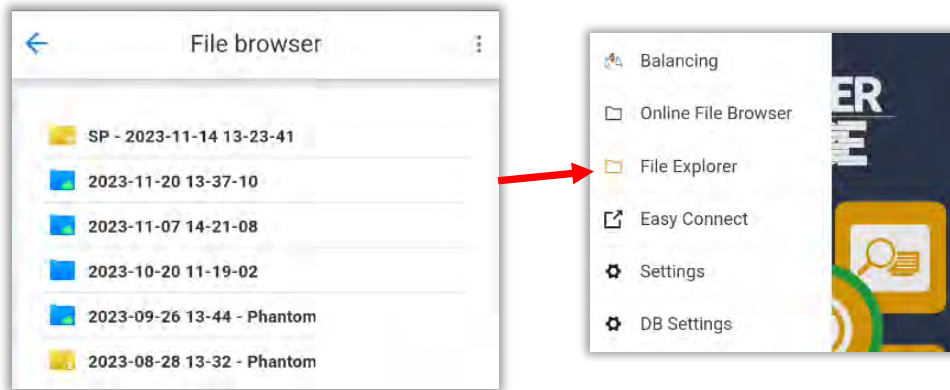 File browser
SP - 2023-11-14 13-23-41
2023-11-20 13-37-10
2023-11-07 14-21-08
2023-10-20 11-19-02
2023-09-26 13-44 - Phantom
2023-08-28 13-32 - Phantom
Balancing
Online File Browser
File Explorer
Easy Connect
Settings
DB Settings
ER